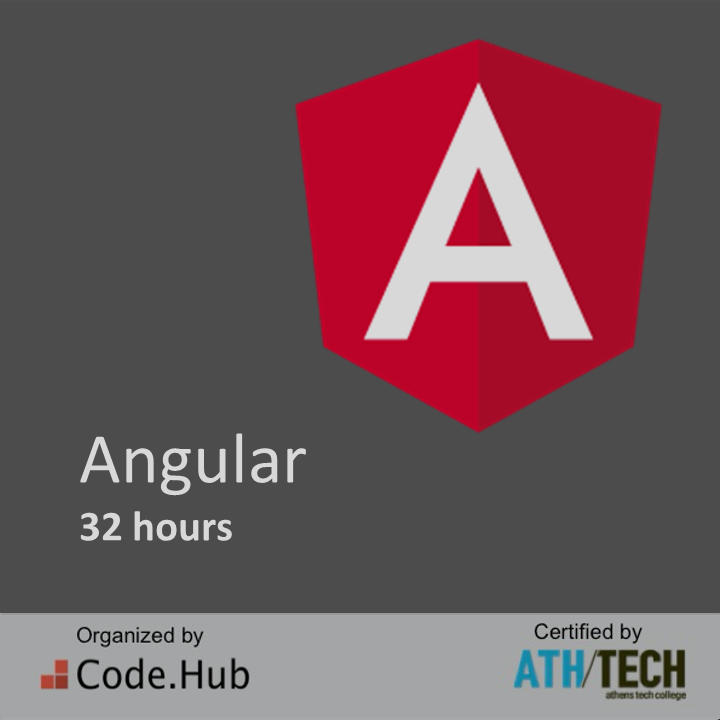 A
Angular
32 hours
Organized by
Code.Hub
Certified by
ATH/TECH
athens tech college